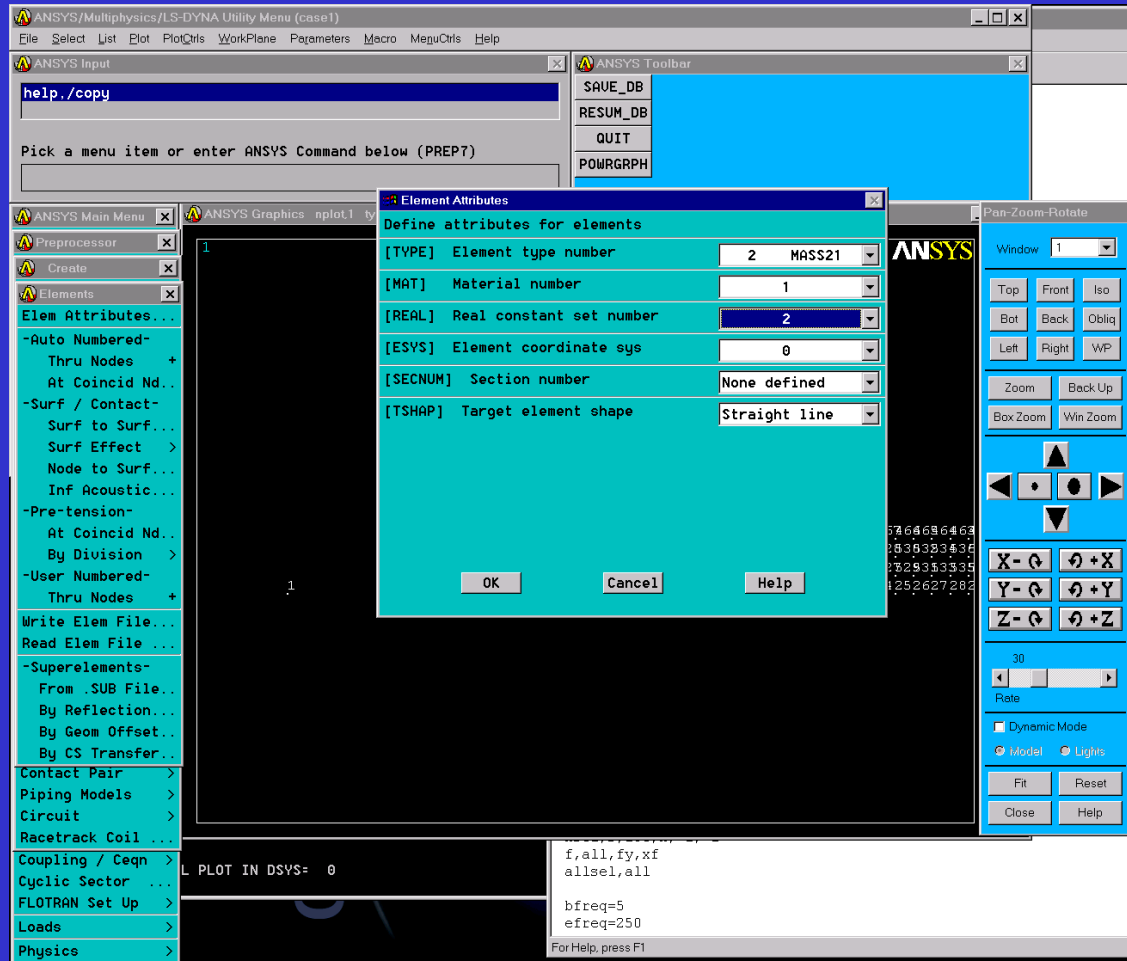 ANSYS/Multiphysics/LS-DYNA Utility Menu (case1)
File Select List Plot PlotCtrls WorkPlane Parameters Macro MenuCtrls Help
ANSYS Input
help,/copy
Pick a menu item or enter ANSYS Command below (PREP7)
ANSYS Toolbar
SAVE_DB
RESUM_DB
QUIT
POWRGRPH
ANSYS Main Menu
Preprocessor
Create
Elements
Elem Attributes...
-Auto Numbered-
Thru Nodes +
At Coincid Nd..
-Surf / Contact-
Surf to Surf...
Surf Effect >
Node to Surf...
Inf Acoustic...
-Pre-tension-
At Coincid Nd..
By Division >
-User Numbered-
Thru Nodes +
Write Elem File...
Read Elem File ...
-Superelements-
From .SUB File..
By Reflection...
By Geom Offset..
By CS Transfer..
Contact Pair >
Piping Models >
Circuit >
Racetrack Coil ...
Coupling / Ceqn >
Cyclic Sector ...
FLOTRAN Set Up >
Loads >
Physics >
ANSYS Graphics nplot,1 ty
1
ANSYS
1
Element Attributes
Define attributes for elements
[TYPE] Element type number 2 MASS21
[MAT] Material number 1
[REAL] Real constant set number 2
[ESYS] Element coordinate sys 0
[SECNUM] Section number None defined
[TSHAP] Target element shape Straight line
OK Cancel Help
Pan-Zoom-Rotate
Window 1
Top Front Iso
Bot Back Obliq
Left Right WP
Zoom Back Up
Box Zoom Win Zoom
X- +X
Y- +Y
Z- +Z
30
Rate
Dynamic Mode
Model Lights
Fit Reset
Close Help
L PLOT IN DSYS= 0
f,all,fy,xf
allsel,all
bfreq=5
efreq=250
For Help, press F1